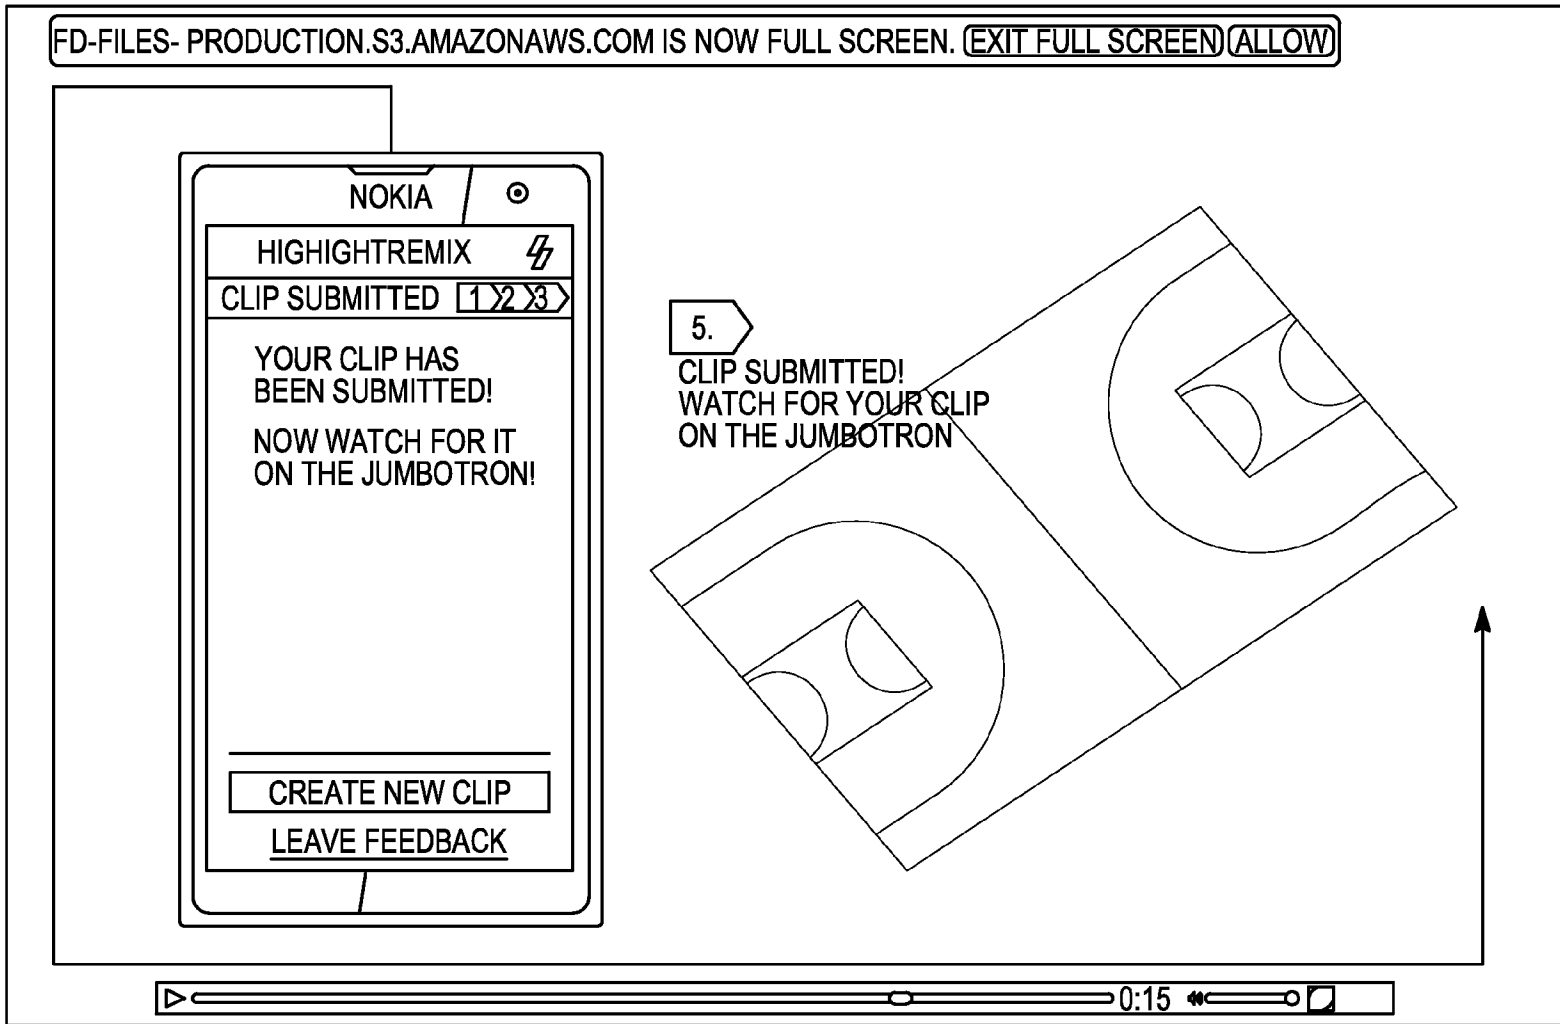 FD-FILES- PRODUCTION.S3.AMAZONAWS.COM IS NOW FULL SCREEN. EXIT FULL SCREEN ALLOW
NOKIA
HIGHIGHTREMIX
CLIP SUBMITTED 1 2 3
YOUR CLIP HAS
BEEN SUBMITTED!
NOW WATCH FOR IT
ON THE JUMBOTRON!
CREATE NEW CLIP
LEAVE FEEDBACK
5.
CLIP SUBMITTED!
WATCH FOR YOUR CLIP
ON THE JUMBOTRON
0:15